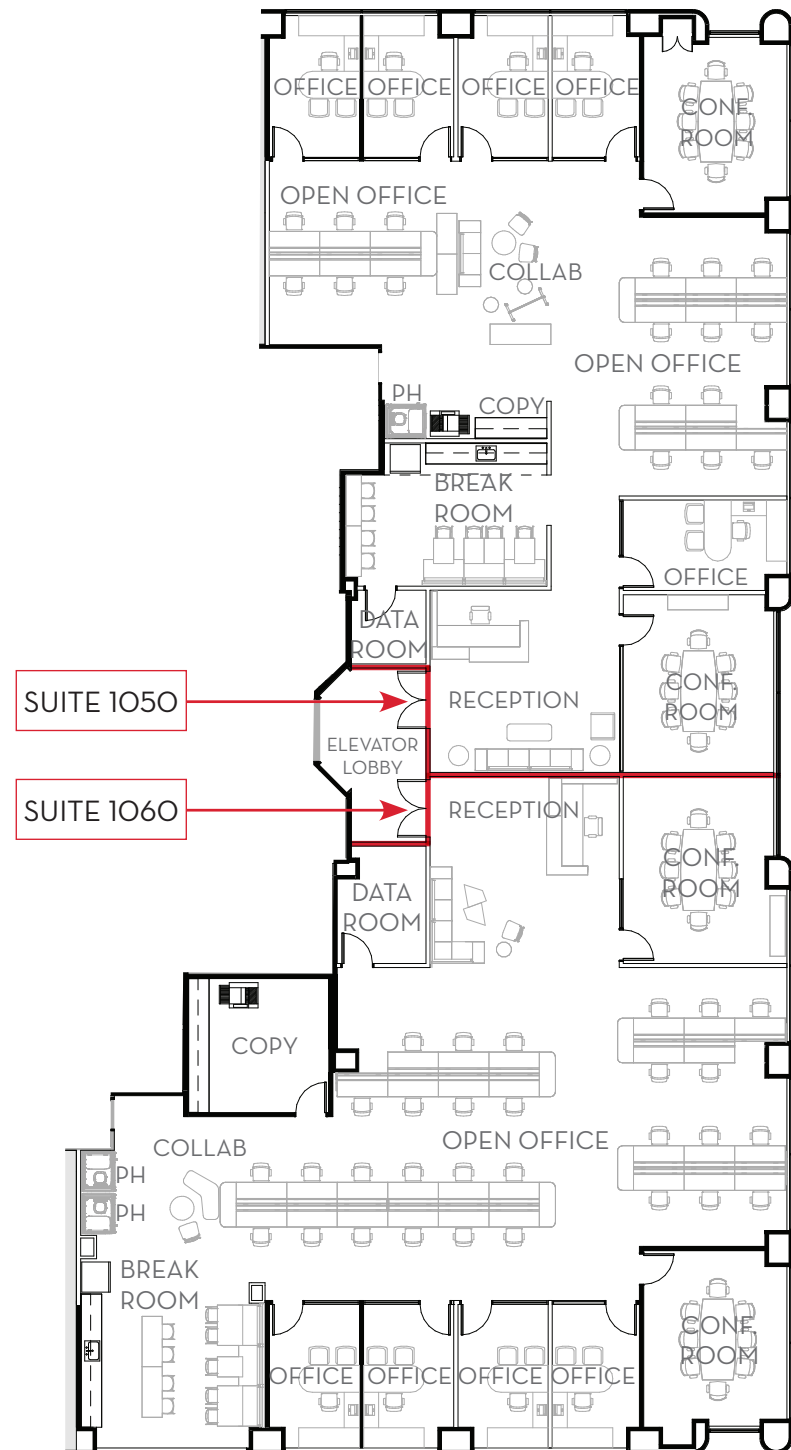 OFFICE
OFFICE
OFFICE
OFFICE
CONF.
ROOM
OPEN OFFICE
COLLAB
OPEN OFFICE
PH
COPY
BREAK
ROOM
OFFICE
DATA
ROOM
SUITE 1050
RECEPTION
CONF.
ROOM
ELEVATOR
LOBBY
SUITE 1060
RECEPTION
CONF.
ROOM
DATA
ROOM
COPY
OPEN OFFICE
COLLAB
PH
PH
BREAK
ROOM
CONF.
ROOM
OFFICE
OFFICE
OFFICE
OFFICE